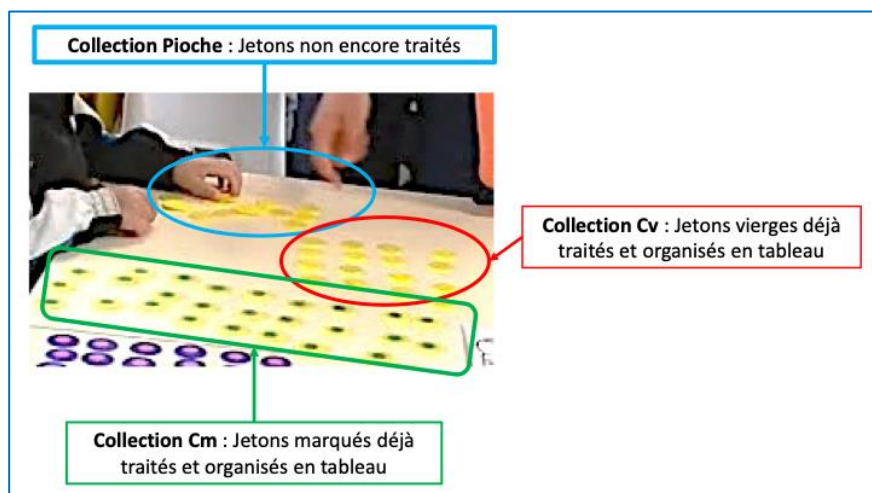 Collection Pioche : Jetons non encore traités
Collection Cv : Jetons vierges déjà
traités et organisés en tableau
Collection Cm : Jetons marqués déjà
traités et organisés en tableau